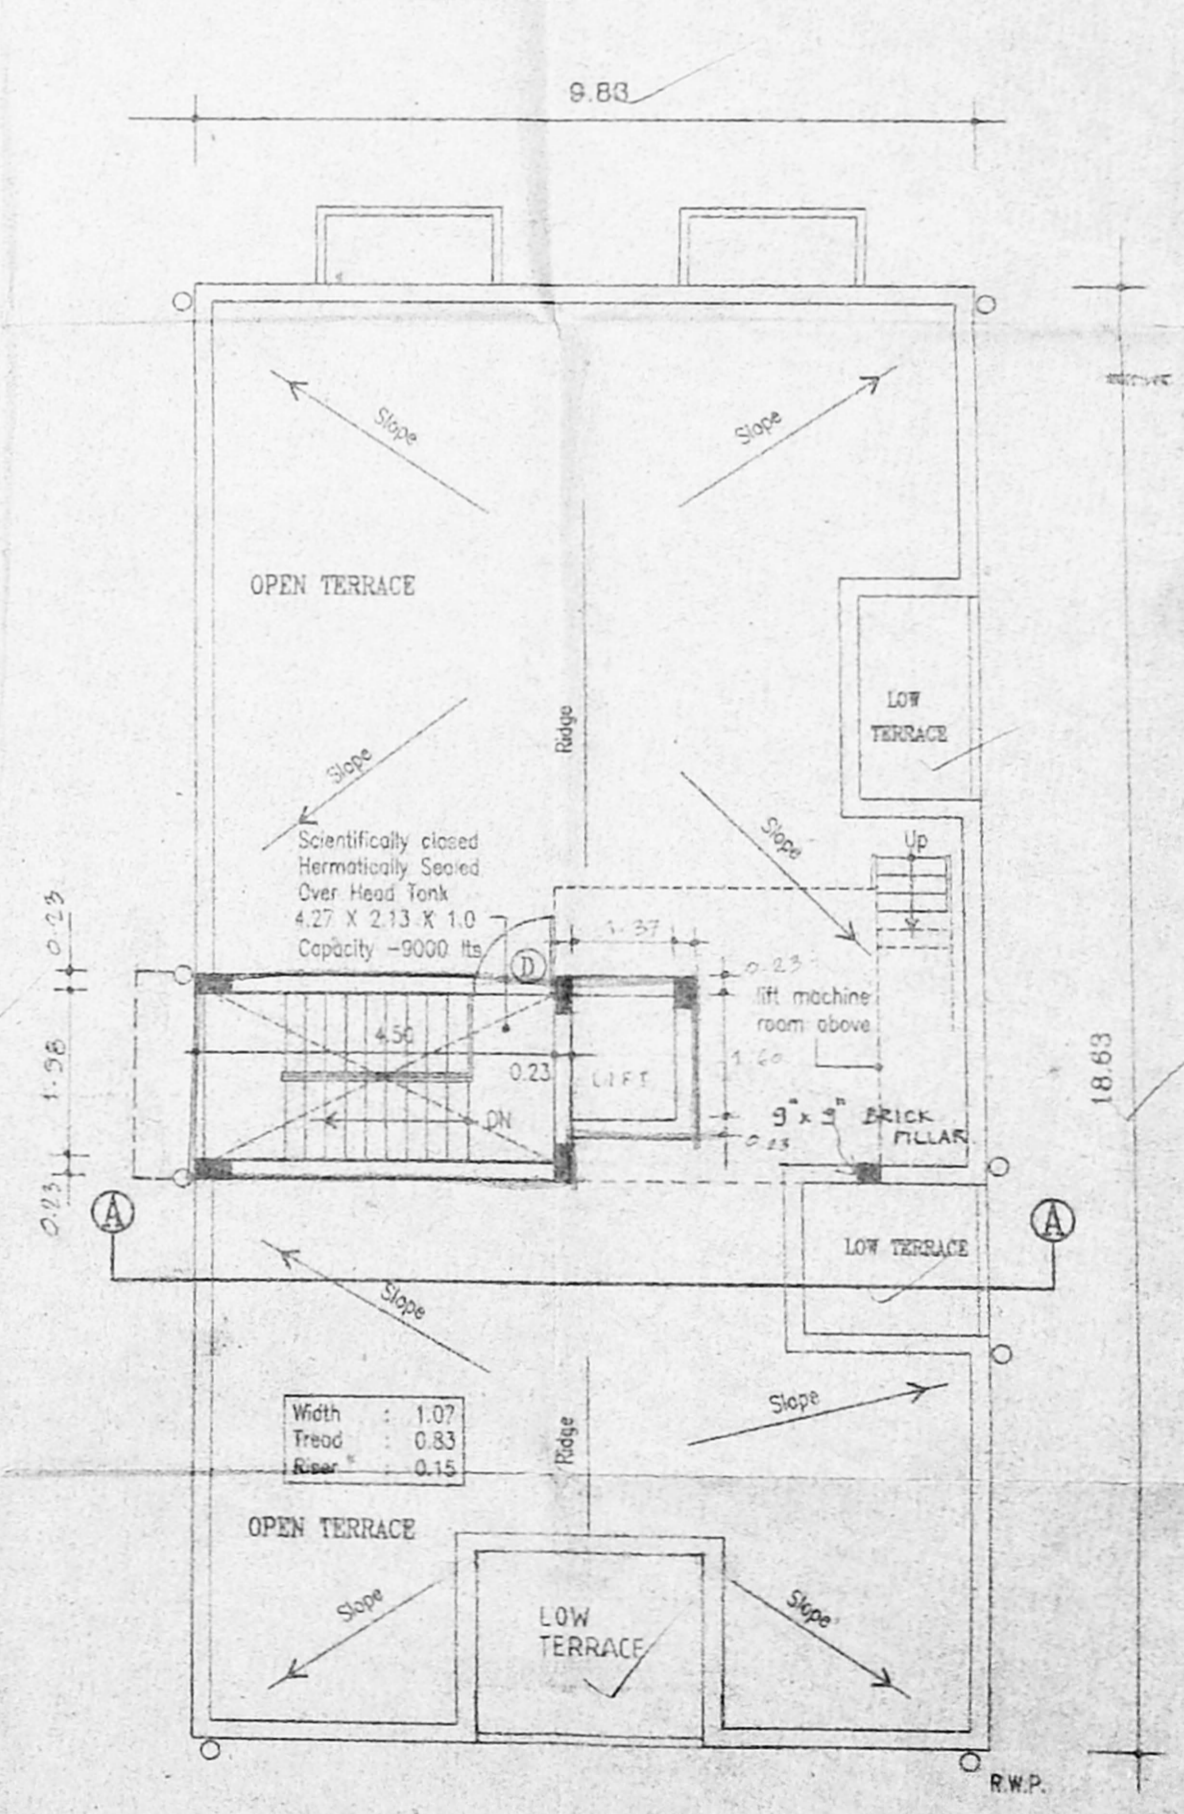 9.83
Slope
Slope
OPEN TERRACE
LOW
TERRACE
Ridge
Slope
Slope
Up
Scientifically closed
Hermatically Sealed
Over Head Tank
4.27 X 2.13 X 1.0
Capacity -9000 lts
0.23
1.37
D
0.23
lift machine
room above
4.50
0.23
LIFT
1.60
1.98
DN
9" x 9" BRICK
PILLAR
0.23
0.23
18.63
A
A
LOW TERRACE
Slope
Slope
Width : 1.07
Tread : 0.83
Riser : 0.15
Ridge
OPEN TERRACE
Slope
LOW
TERRACE
Slope
R.W.P.